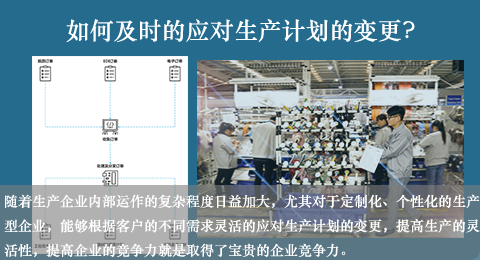 如何及时的应对生产计划的变更?
电子订单
随着生产企业内部运作的复杂程度日益加大，尤其对于定制化、个性化的生产
型企业，能够根据客户的不同需求灵活的应对生产计划的变更，提高生产的灵
活性，提高企业的竞争力就是取得了宝贵的企业竞争力。